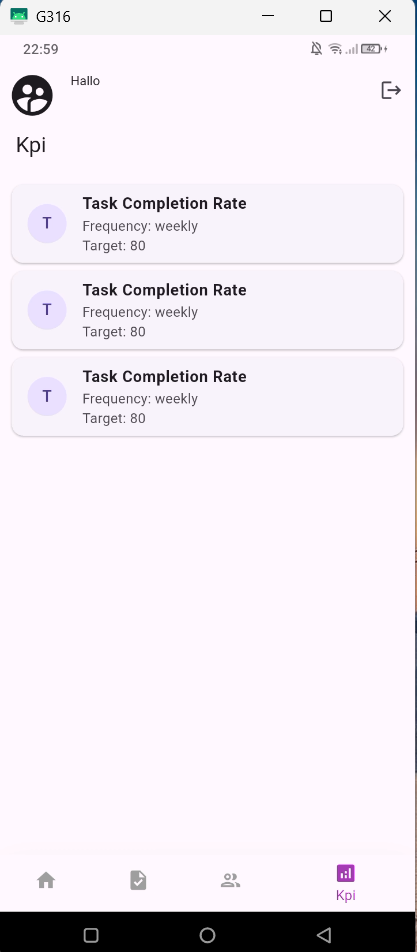 G316
22:59
42
Hallo
Kpi
T
Task Completion Rate
Frequency: weekly
Target: 80
T
Task Completion Rate
Frequency: weekly
Target: 80
T
Task Completion Rate
Frequency: weekly
Target: 80
Kpi